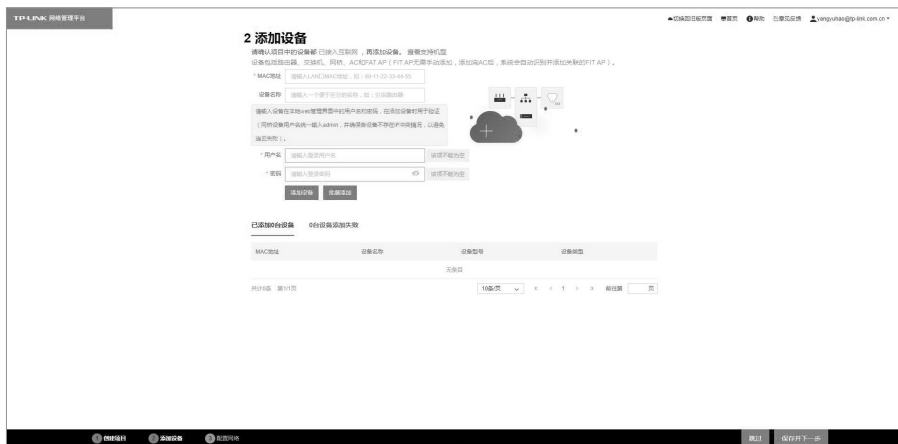 TP-LINK 网络管理平台
切换回旧版页面 首页 帮助 在意见反馈 yangyuhao@tp-link.com.cn
2 添加设备
请确认项目中的设备都 已接入互联网 ，再添加设备。 查看支持机型
设备包括路由器、交换机、网桥、AC和FAT AP（FIT AP无需手动添加，添加完AC后，系统会自动识别并添加关联的FIT AP）。
* MAC地址 请输入LAN口MAC地址，如：00-11-22-33-44-55
设备名称 请输入一个便于区分的名称，如：公司路由器
请输入设备在本地web管理界面中的用户名和密码，在添加设备时用于验证
（网桥设备用户名统一输入admin，并确保新设备不存在IP冲突情况，以避免
* 用户名 请输入登录用户名 该项不能为空
* 密码 请输入登录密码 该项不能为空
添加设备 批量添加
已添加0台设备 0台设备添加失败
MAC地址 设备名称 设备型号 设备类型
无条目
共计0条 第1/1页 10条/页 1 前往第 页
1 创建项目 2 添加设备 3 配置网络 跳过 保存并下一步